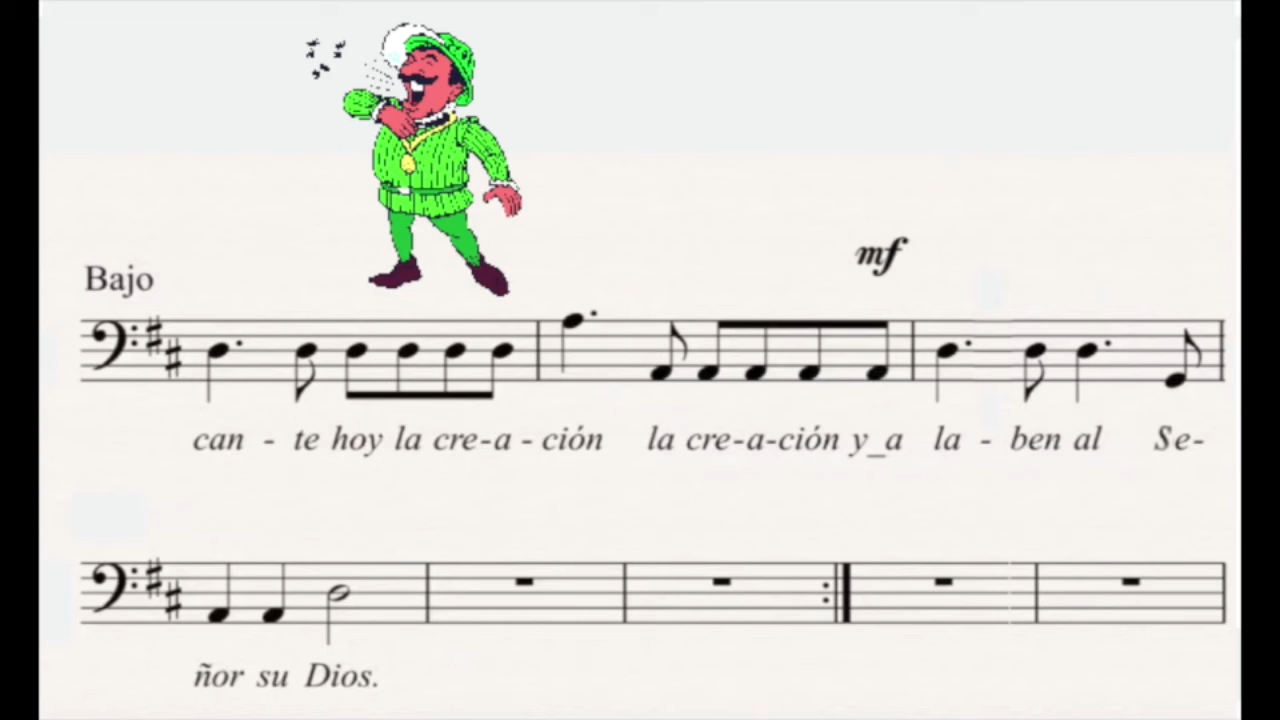 mf
Bajo
can - te hoy la cre-a - ción la cre-a-ción y_a la - ben al Se-
ñor su Dios.